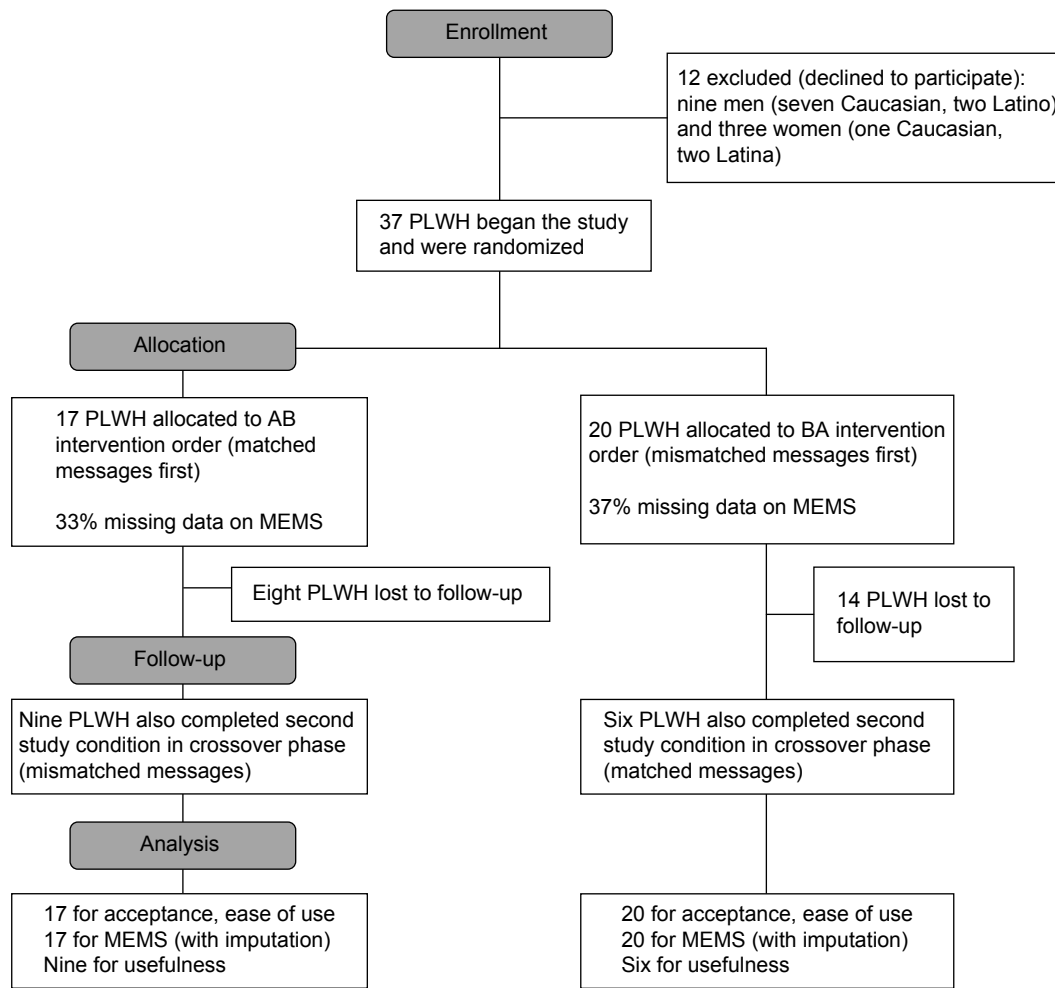 Enrollment
12 excluded (declined to participate):
nine men (seven Caucasian, two Latino)
and three women (one Caucasian,
two Latina)
37 PLWH began the study
and were randomized
Allocation
17 PLWH allocated to AB
intervention order (matched
messages first)
33% missing data on MEMS
20 PLWH allocated to BA intervention
order (mismatched messages first)
37% missing data on MEMS
Eight PLWH lost to follow-up
14 PLWH lost to
follow-up
Follow-up
Nine PLWH also completed second
study condition in crossover phase
(mismatched messages)
Six PLWH also completed second
study condition in crossover phase
(matched messages)
Analysis
17 for acceptance, ease of use
17 for MEMS (with imputation)
Nine for usefulness
20 for acceptance, ease of use
20 for MEMS (with imputation)
Six for usefulness